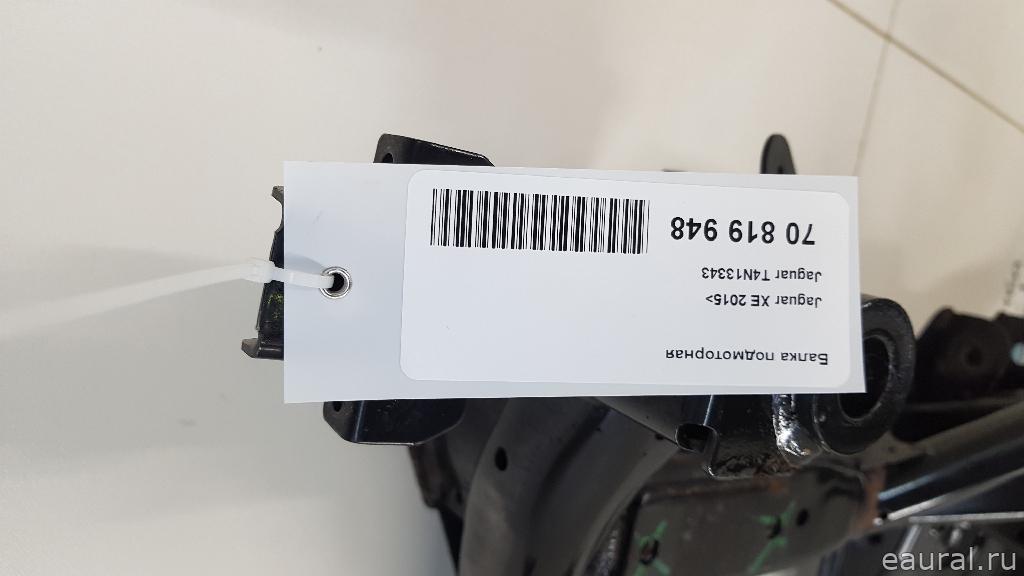 Балка подмоторная
Jaguar XE 2015>
Jaguar T4N13343
70 819 948
eaural.ru